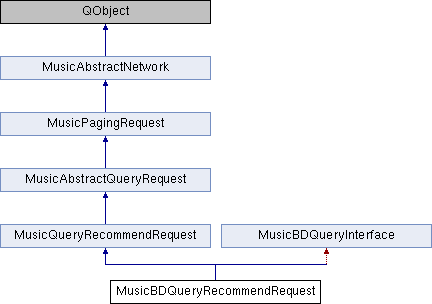 QObject
MusicAbstractNetwork
MusicPagingRequest
MusicAbstractQueryRequest
MusicQueryRecommendRequest
MusicBDQueryInterface
MusicBDQueryRecommendRequest